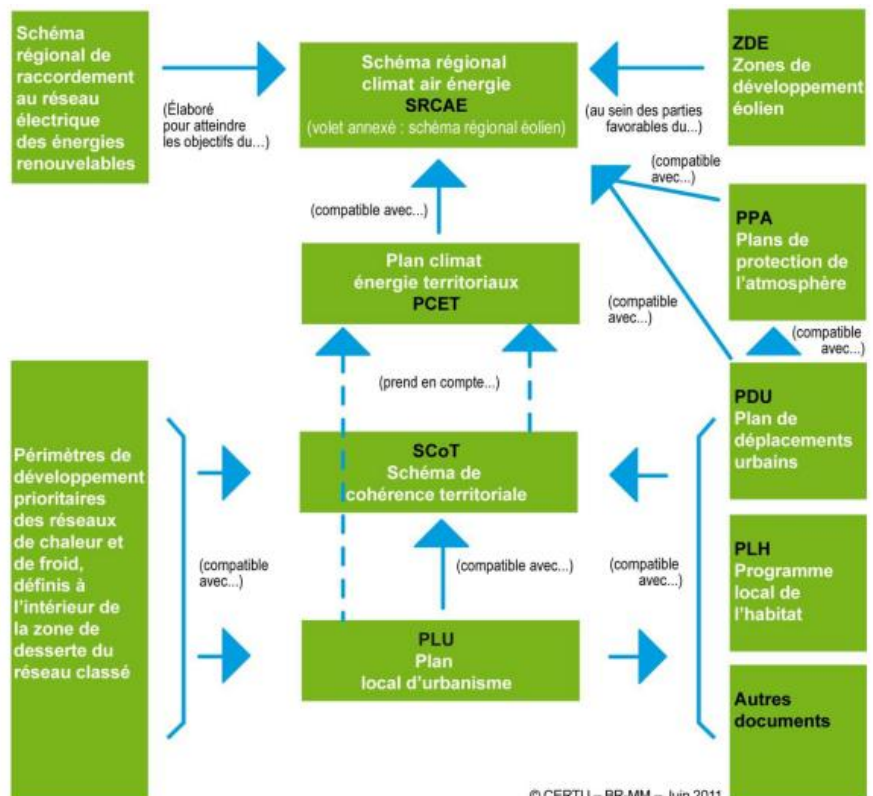 Schéma
régional de
raccordement
au réseau
électrique
des énergies
renouvelables
(Élaboré
pour atteindre
les objectifs du...)
Schéma régional
climat air énergie
SRCAE
(volet annexé : schéma régional éolien)
(au sein des parties
favorables du...)
ZDE
Zones de
développement
éolien
(compatible
avec...)
(compatible avec...)
PPA
Plans de
protection de
l'atmosphère
Plan climat
énergie territoriaux
PCET
(compatible
avec...)
(compatible
avec...)
(prend en compte...)
PDU
Plan de
déplacements
urbains
Périmètres de
développement
prioritaires
des réseaux
de chaleur et
de froid,
définis à
l'intérieur de
la zone de
desserte du
réseau classé
SCoT
Schéma de
cohérence territoriale
(compatible
avec...)
(compatible avec...)
(compatible
avec...)
PLH
Programme
local de
l'habitat
PLU
Plan
local d'urbanisme
Autres
documents
© CERTU – BR-MM – Juin 2011